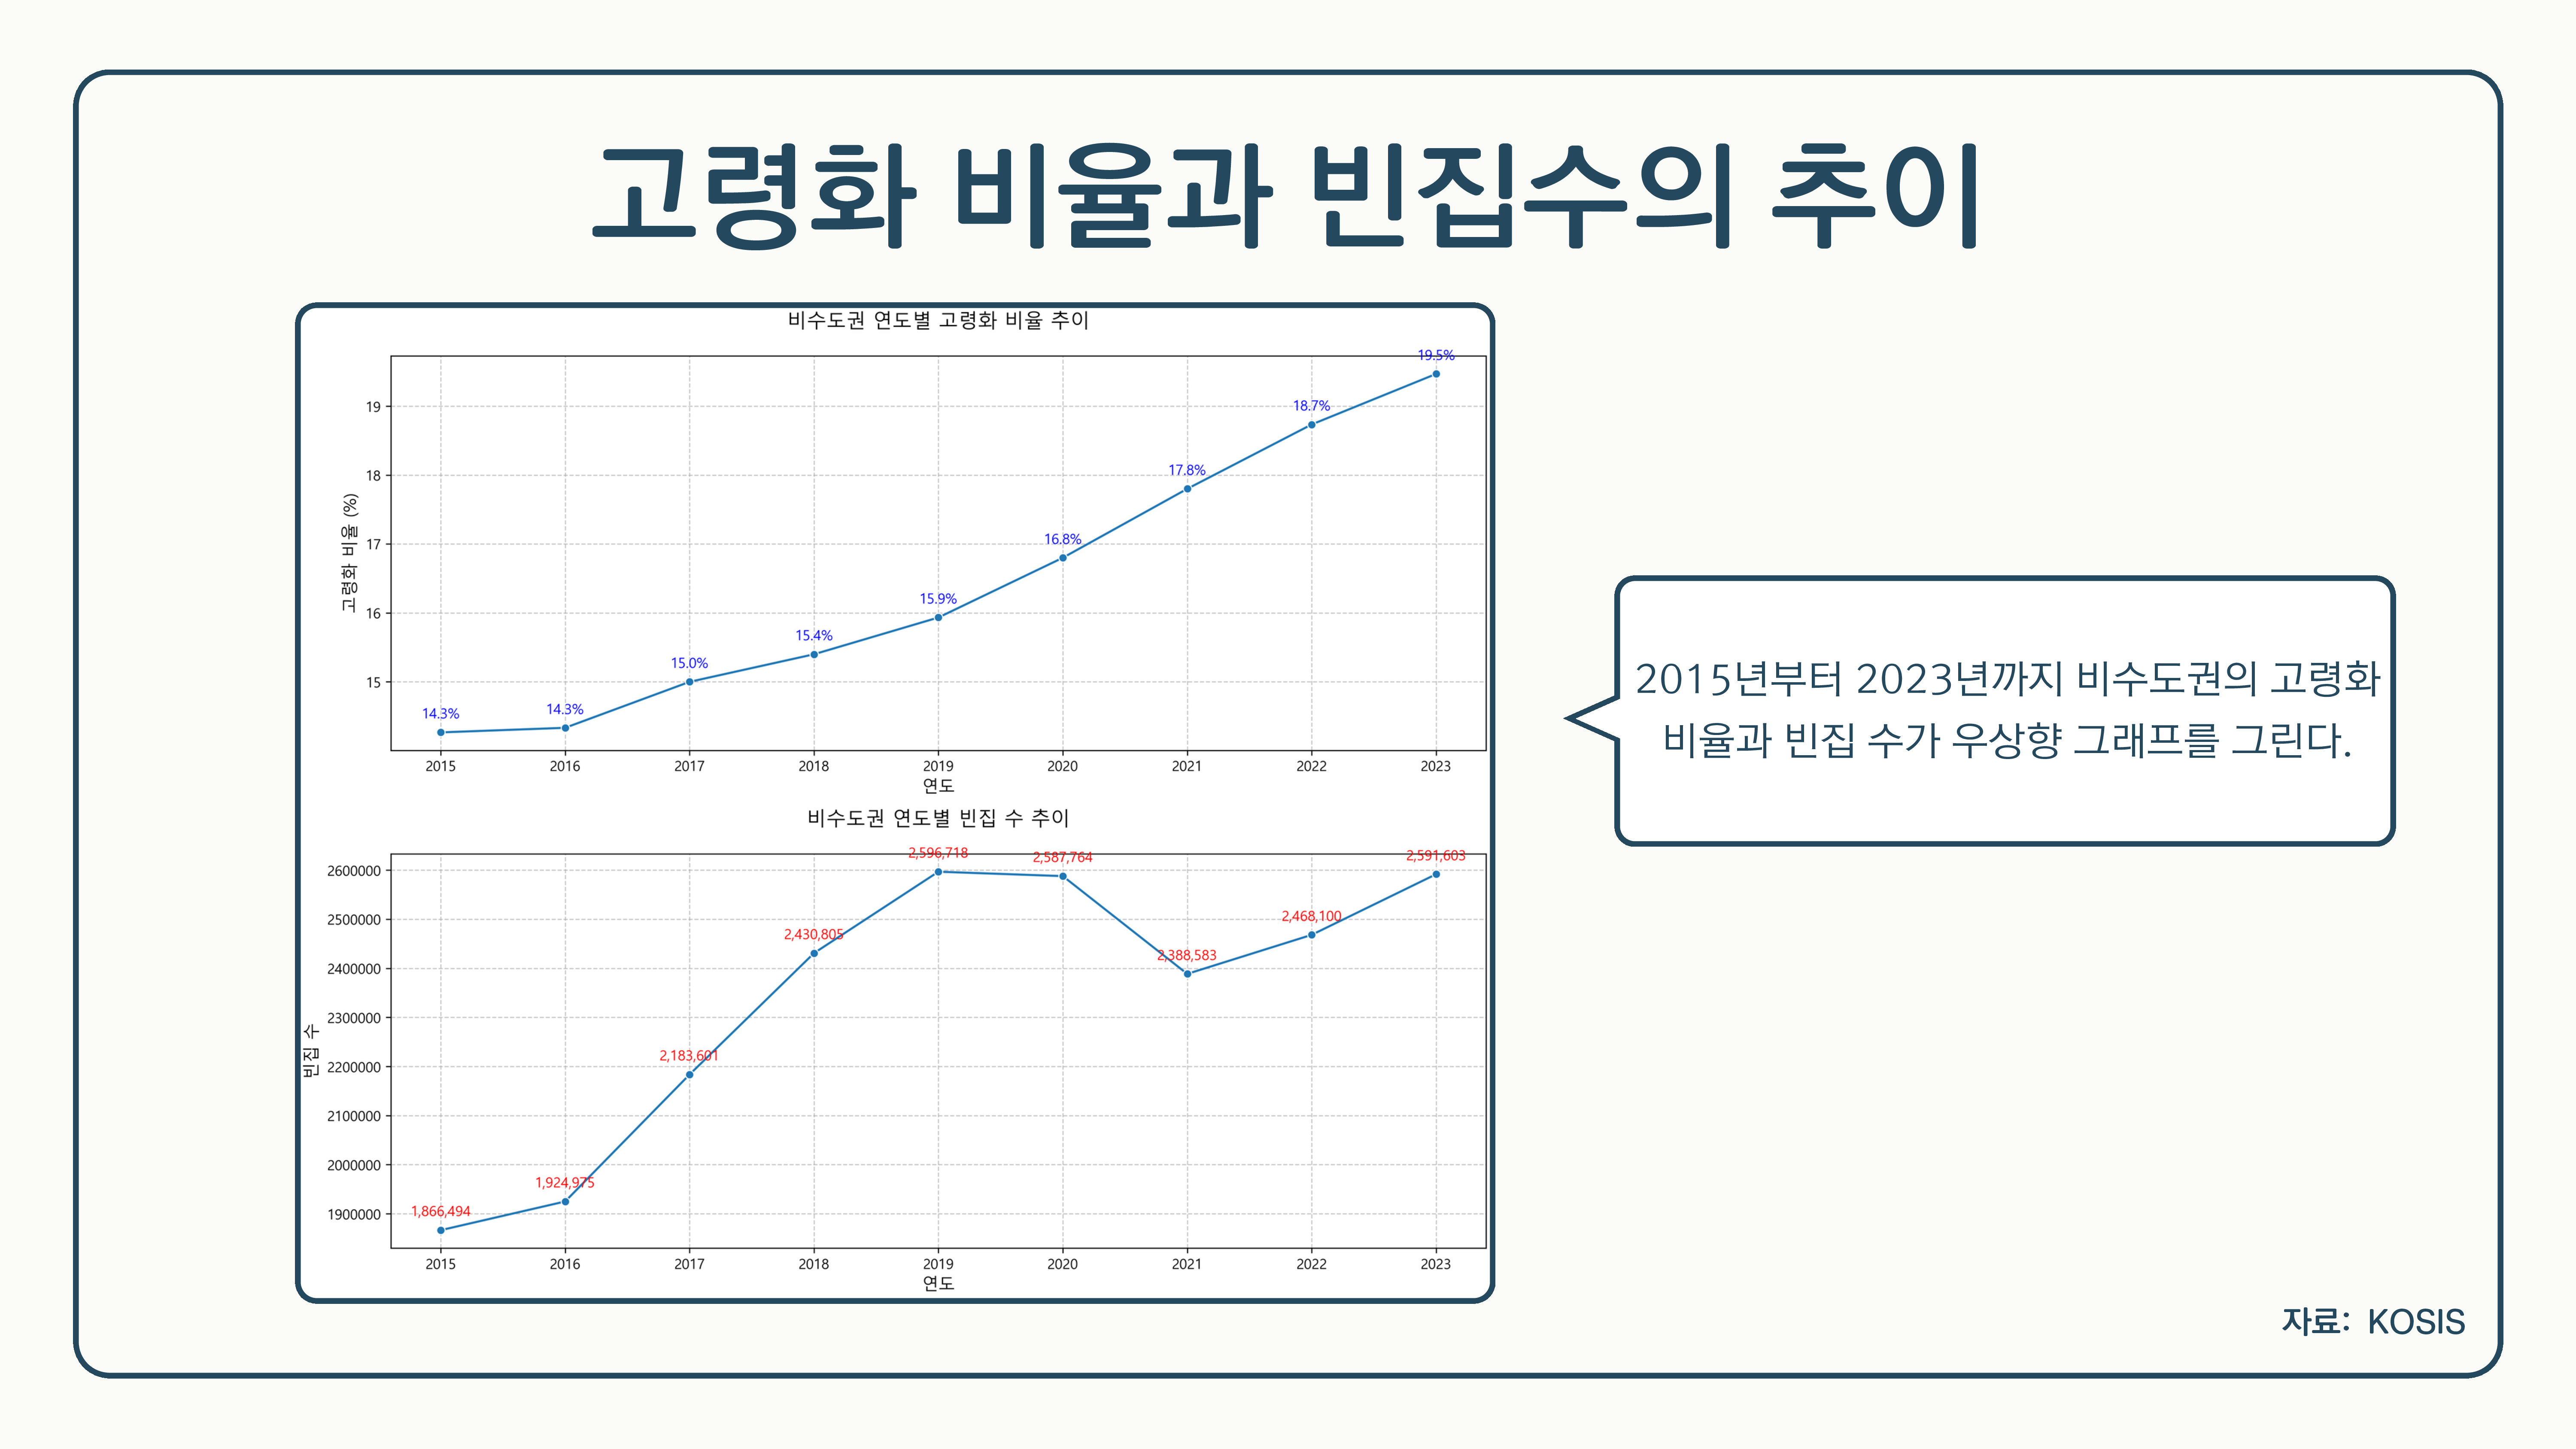 고령화 비율과 빈집수의 추이
비수도권 연도별 고령화 비율 추이
고령화 비율 (%)
19
18
17
16
15
14.3%
14.3%
15.0%
15.4%
15.9%
16.8%
17.8%
18.7%
19.5%
2015 2016 2017 2018 2019 2020 2021 2022 2023
연도
비수도권 연도별 빈집 수 추이
빈집 수
2600000
2500000
2400000
2300000
2200000
2100000
2000000
1900000
1,866,494
1,924,975
2,183,601
2,430,805
2,596,718
2,587,764
2,388,583
2,468,100
2,591,603
2015 2016 2017 2018 2019 2020 2021 2022 2023
연도
2015년부터 2023년까지 비수도권의 고령화
비율과 빈집 수가 우상향 그래프를 그린다.
자료: KOSIS